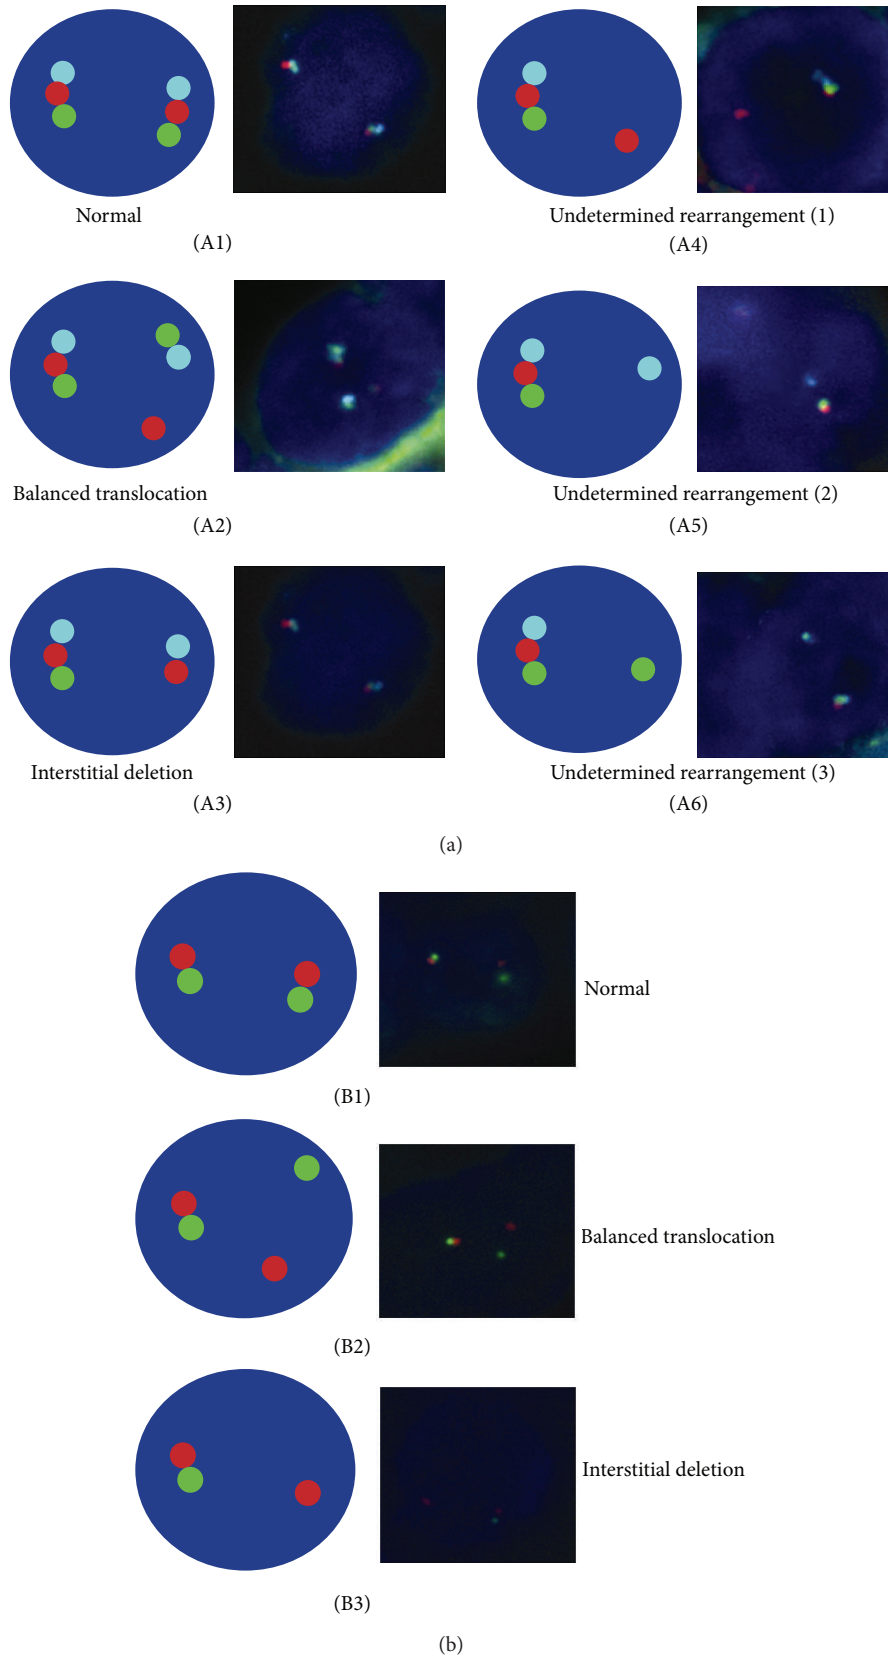 Normal
(A1)
Undetermined rearrangement (1)
(A4)
Balanced translocation
(A2)
Undetermined rearrangement (2)
(A5)
Interstitial deletion
(A3)
Undetermined rearrangement (3)
(A6)
(a)
Normal
(B1)
Balanced translocation
(B2)
Interstitial deletion
(B3)
(b)